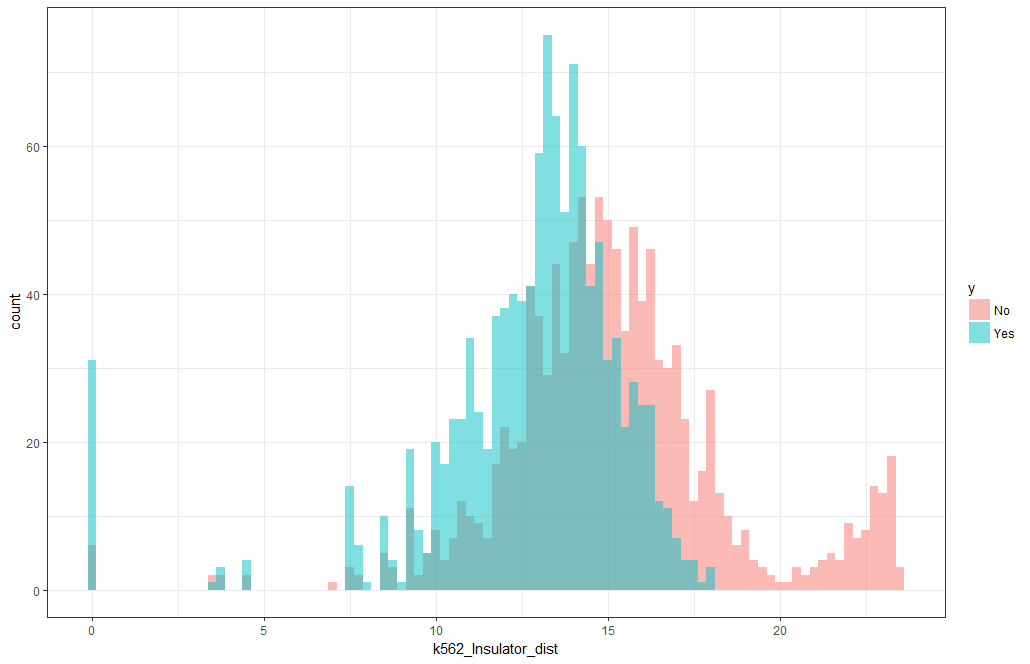 60
40
20
0
count
0 5 10 15 20
k562_Insulator_dist
y
No
Yes